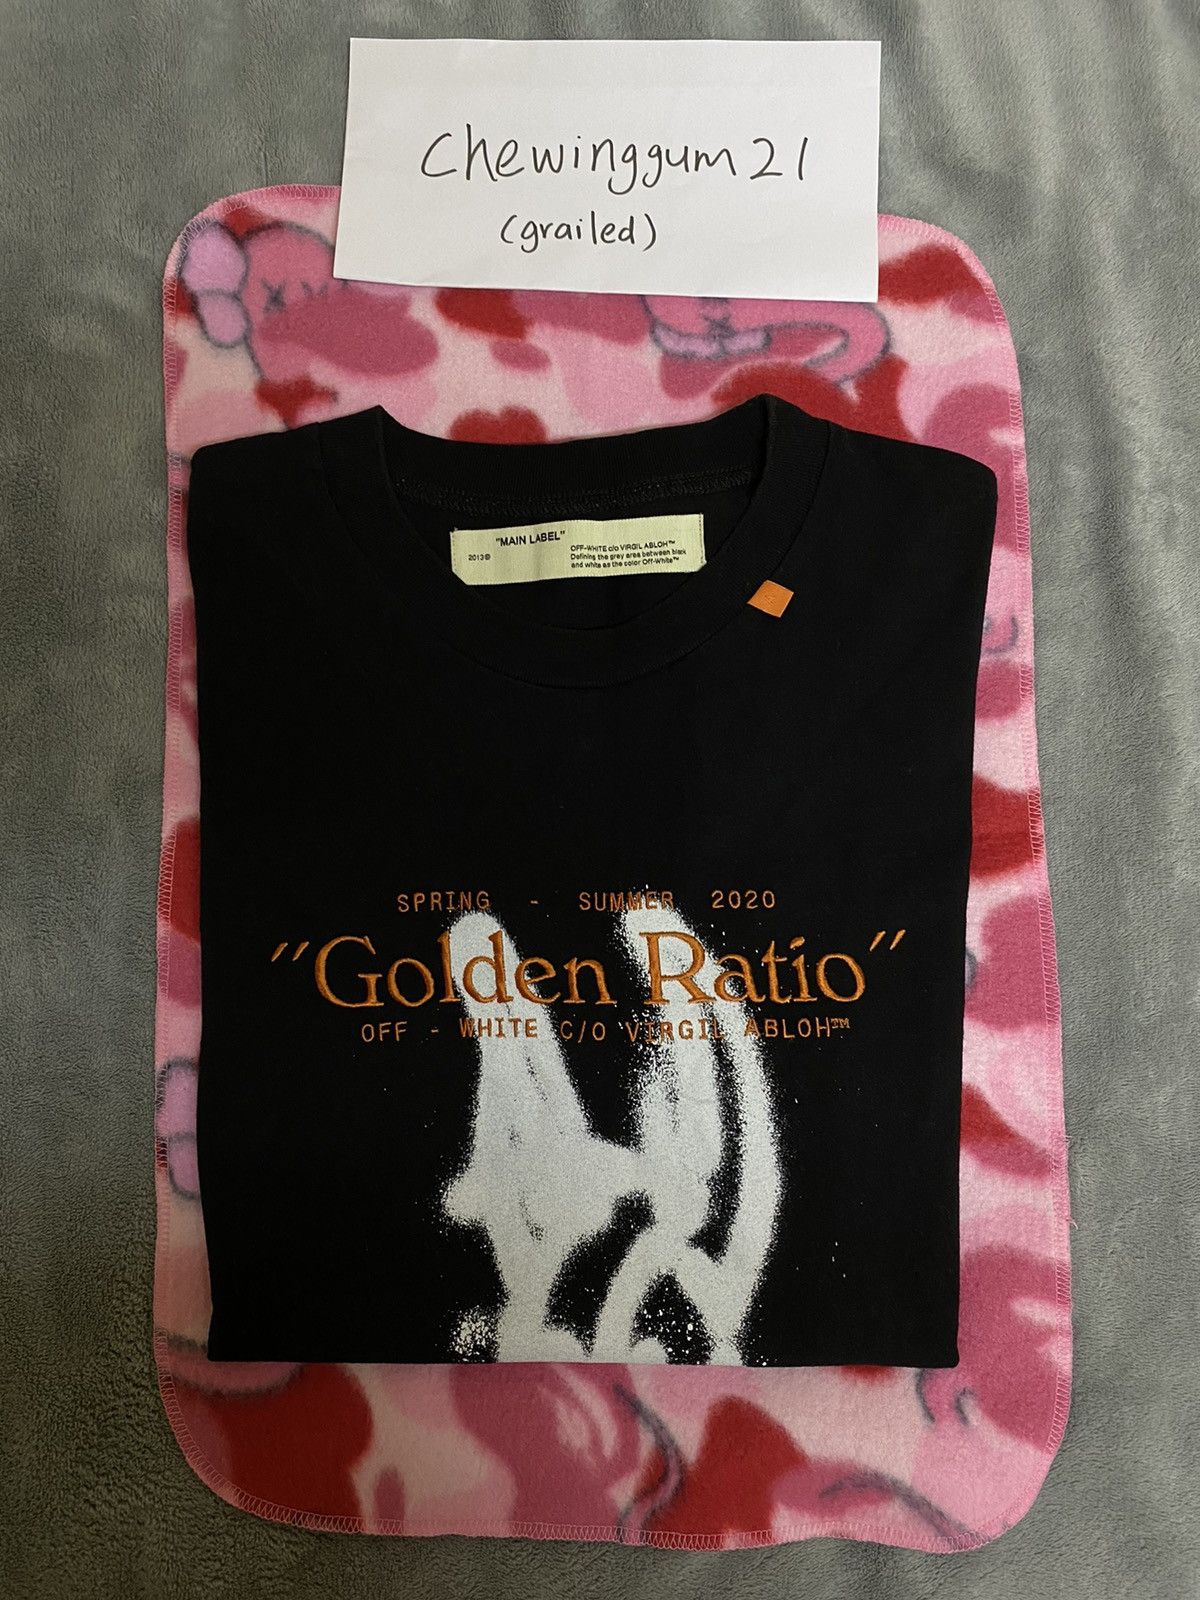 Chewinggum21
(grailed)
"MAIN LABEL"
2013©
OFF-WHITE c/o VIRGIL ABLOH™
Defining the grey area between black
and white as the color Off-White™
SPRING - SUMMER 2020
"Golden Ratio"
OFF - WHITE C/O VIRGIL ABLOH™